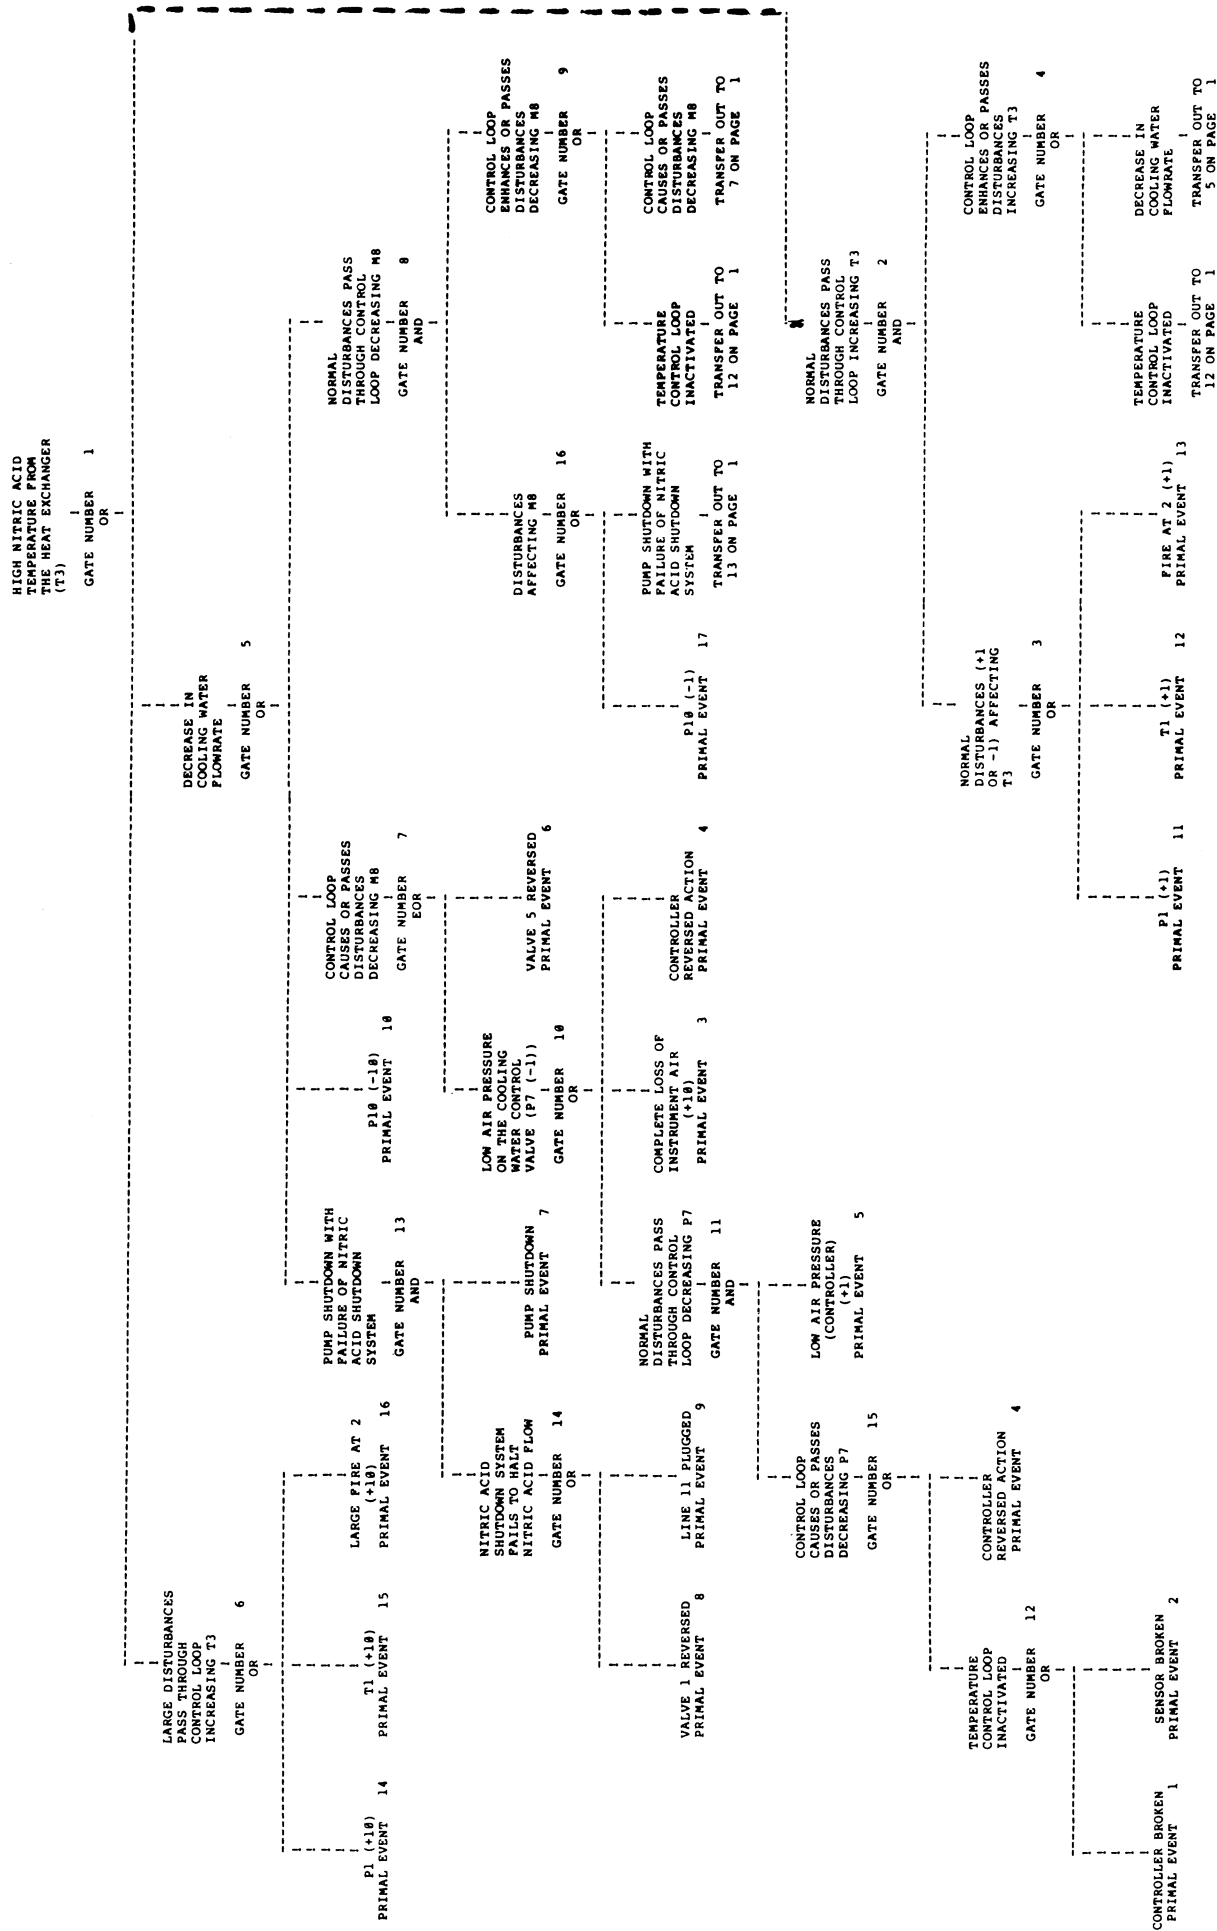 HIGH NITRIC ACID
TEMPERATURE FROM
THE HEAT EXCHANGER
(T3)
GATE NUMBER 1
OR
LARGE DISTURBANCES
PASS THROUGH
CONTROL LOOP
INCREASING T3
GATE NUMBER 6
OR
DECREASE IN
COOLING WATER
FLOWRATE
GATE NUMBER 5
OR
P1 (+10)
PRIMAL EVENT 14
T1 (+10)
PRIMAL EVENT 15
LARGE FIRE AT 2
(+10)
PRIMAL EVENT 16
PUMP SHUTDOWN WITH
FAILURE OF NITRIC
ACID SHUTDOWN
SYSTEM
GATE NUMBER 13
AND
P10 (-10)
PRIMAL EVENT 10
CONTROL LOOP
CAUSES OR PASSES
DISTURBANCES
DECREASING M8
GATE NUMBER 7
EOR
NORMAL
DISTURBANCES PASS
THROUGH CONTROL
LOOP DECREASING M8
GATE NUMBER 8
AND
NITRIC ACID
SHUTDOWN SYSTEM
FAILS TO HALT
NITRIC ACID FLOW
GATE NUMBER 14
OR
PUMP SHUTDOWN
PRIMAL EVENT 7
LOW AIR PRESSURE
ON THE COOLING
WATER CONTROL
VALVE (P7 (-1))
GATE NUMBER 10
OR
VALVE 5 REVERSED
PRIMAL EVENT 6
DISTURBANCES
AFFECTING M8
GATE NUMBER 16
OR
CONTROL LOOP
ENHANCES OR PASSES
DISTURBANCES
DECREASING M8
GATE NUMBER 9
OR
VALVE 1 REVERSED
PRIMAL EVENT 8
LINE 11 PLUGGED
PRIMAL EVENT 9
NORMAL
DISTURBANCES PASS
THROUGH CONTROL
LOOP DECREASING P7
GATE NUMBER 11
AND
COMPLETE LOSS OF
INSTRUMENT AIR
(+10)
PRIMAL EVENT 3
CONTROLLER
REVERSED ACTION
PRIMAL EVENT 4
P10 (-1)
PRIMAL EVENT 17
PUMP SHUTDOWN WITH
FAILURE OF NITRIC
ACID SHUTDOWN
SYSTEM
TRANSFER OUT TO
13 ON PAGE 1
TEMPERATURE
CONTROL LOOP
INACTIVATED
TRANSFER OUT TO
12 ON PAGE 1
CONTROL LOOP
CAUSES OR PASSES
DISTURBANCES
DECREASING M8
TRANSFER OUT TO
7 ON PAGE 1
CONTROL LOOP
CAUSES OR PASSES
DISTURBANCES
DECREASING P7
GATE NUMBER 15
OR
LOW AIR PRESSURE
(CONTROLLER)
(+1)
PRIMAL EVENT 5
NORMAL
DISTURBANCES PASS
THROUGH CONTROL
LOOP INCREASING T3
GATE NUMBER 2
AND
TEMPERATURE
CONTROL LOOP
INACTIVATED
GATE NUMBER 12
OR
CONTROLLER
REVERSED ACTION
PRIMAL EVENT 4
NORMAL
DISTURBANCES (+1
OR -1) AFFECTING
T3
GATE NUMBER 3
OR
CONTROL LOOP
ENHANCES OR PASSES
DISTURBANCES
INCREASING T3
GATE NUMBER 4
OR
CONTROLLER BROKEN
PRIMAL EVENT 1
SENSOR BROKEN
PRIMAL EVENT 2
P1 (+1)
PRIMAL EVENT 11
T1 (+1)
PRIMAL EVENT 12
FIRE AT 2 (+1)
PRIMAL EVENT 13
TEMPERATURE
CONTROL LOOP
INACTIVATED
TRANSFER OUT TO
12 ON PAGE 1
DECREASE IN
COOLING WATER
FLOWRATE
TRANSFER OUT TO
5 ON PAGE 1